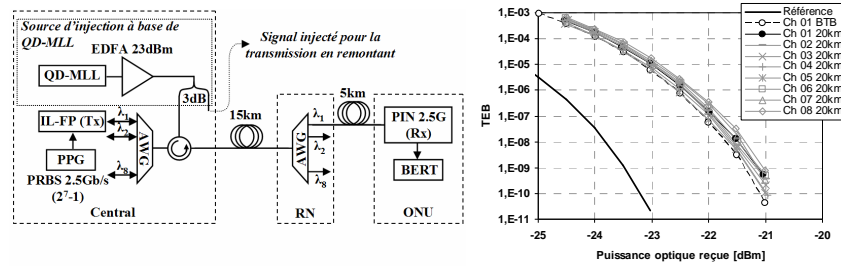 Source d'injection à base de
QD-MLL
EDFA 23dBm
QD-MLL
3dB
Signal injecté pour la
transmission en remontant
IL-FP (Tx)
λ1
λ2
λ8
PPG
PRBS 2.5Gb/s
(2^7-1)
AWG
Central
15km
AWG
λ1
λ2
λ8
RN
5km
PIN 2.5G
(Rx)
BERT
ONU
TEB
1,E-03
1,E-04
1,E-05
1,E-06
1,E-07
1,E-08
1,E-09
1,E-10
1,E-11
-25
-24
-23
-22
-21
-20
Puissance optique reçue [dBm]
Référence
Ch 01 BTB
Ch 01 20km
Ch 02 20km
Ch 03 20km
Ch 04 20km
Ch 05 20km
Ch 06 20km
Ch 07 20km
Ch 08 20km